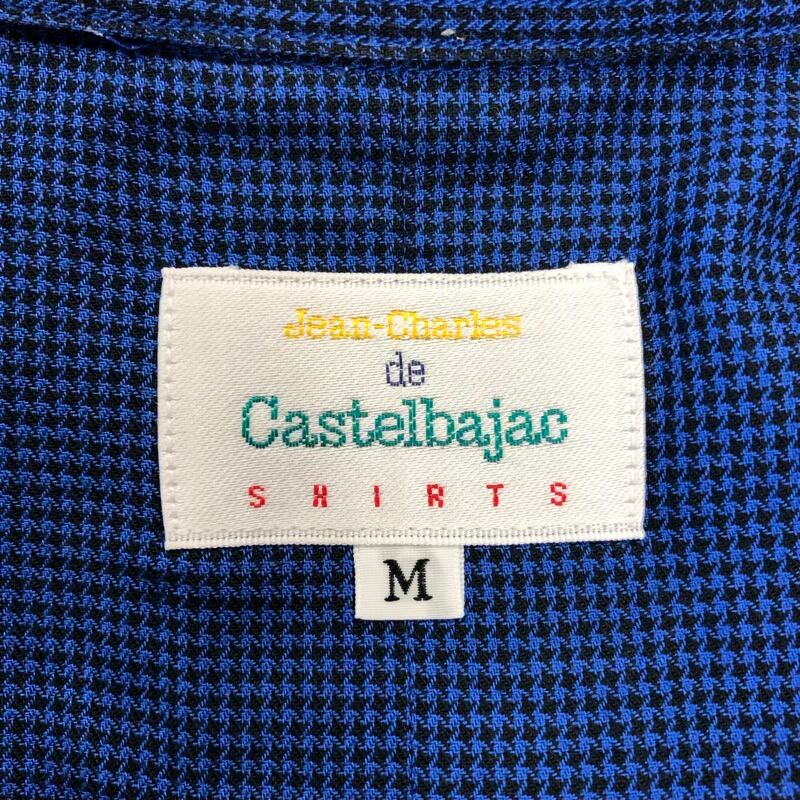 Jean-Charles
de
Castelbajac
SHIRTS
M